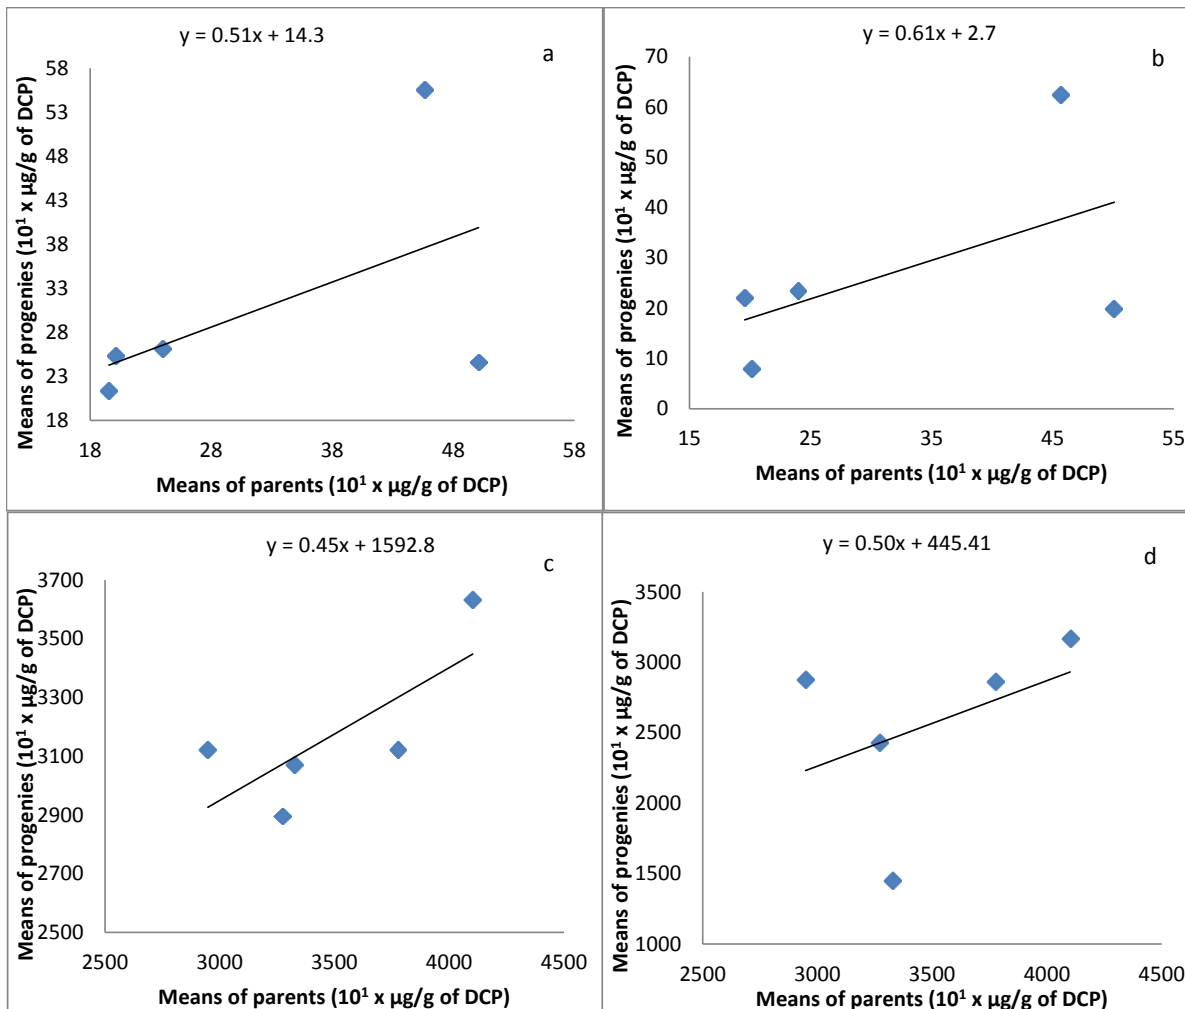 y = 0.51x + 14.3
a
Means of progenies (10¹ x µg/g of DCP)
58
53
48
43
38
33
28
23
18
18 28 38 48 58
Means of parents (10¹ x µg/g of DCP)
y = 0.61x + 2.7
b
Means of progenies (10¹ x µg/g of DCP)
70
60
50
40
30
20
10
0
15 25 35 45 55
Means of parents (10¹ x µg/g of DCP)
y = 0.45x + 1592.8
c
Means of progenies (10¹ x µg/g of DCP)
3700
3500
3300
3100
2900
2700
2500
2500 3000 3500 4000 4500
Means of parents (10¹ x µg/g of DCP)
y = 0.50x + 445.41
d
Means of progenies (10¹ x µg/g of DCP)
3500
3000
2500
2000
1500
1000
2500 3000 3500 4000 4500
Means of parents (10¹ x µg/g of DCP)